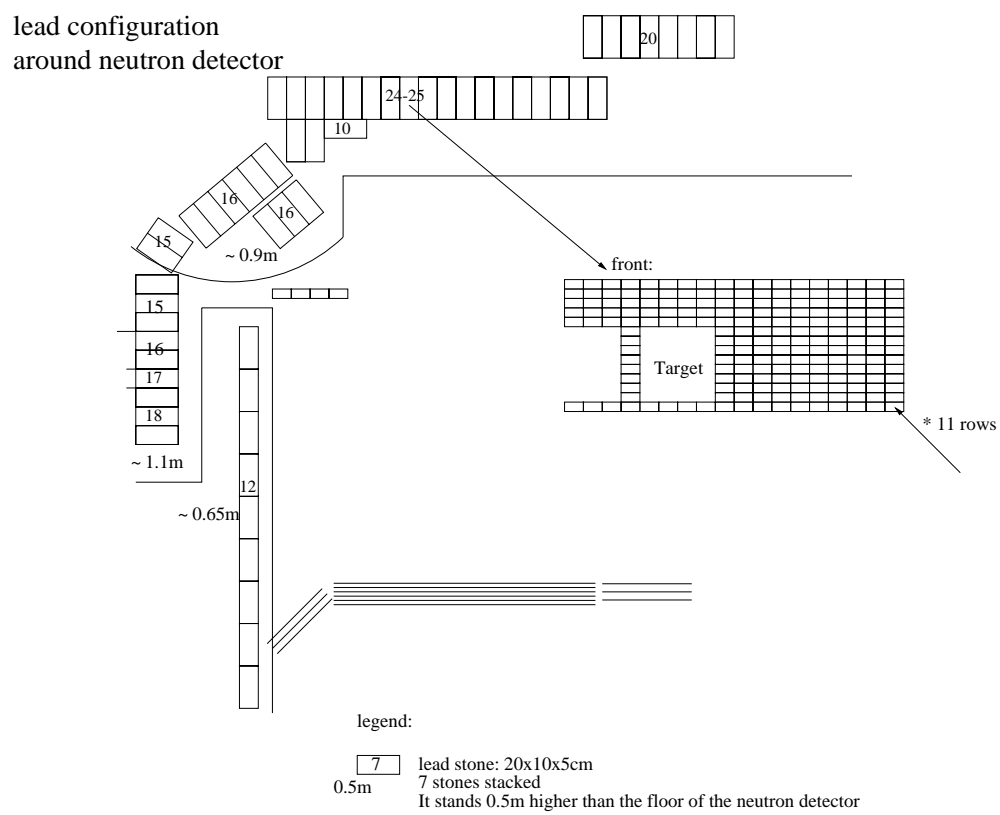 lead configuration
around neutron detector
20
24-25
10
16
16
15
~ 0.9m
front:
15
16
17
18
Target
* 11 rows
~ 1.1m
12
~ 0.65m
legend:
7
lead stone: 20x10x5cm
0.5m
7 stones stacked
It stands 0.5m higher than the floor of the neutron detector